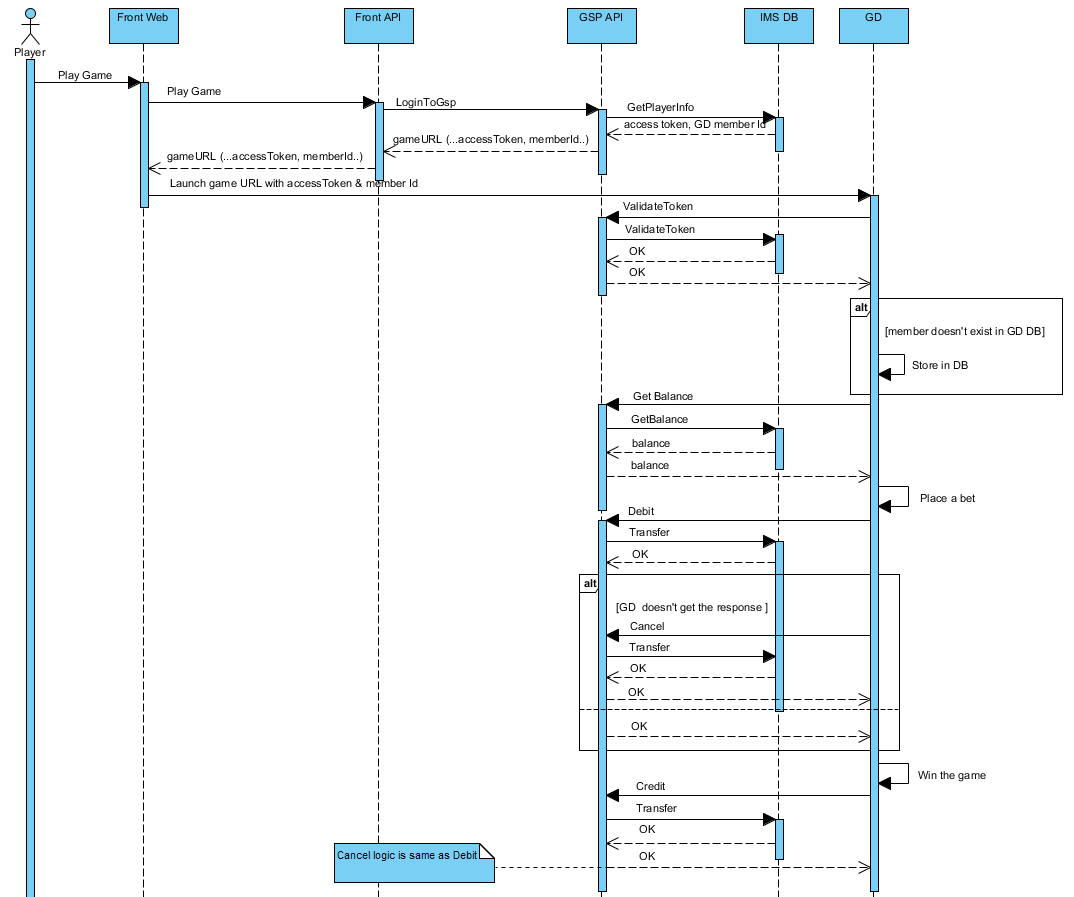 Front Web
Front API
GSP API
IMS DB
GD
Player
Play Game
Play Game
LoginToGsp
GetPlayerInfo
access token, GD member Id
gameURL (...accessToken, memberId..)
gameURL (...accessToken, memberId..)
Launch game URL with accessToken & member Id
ValidateToken
ValidateToken
OK
OK
alt
[member doesn't exist in GD DB]
Store in DB
Get Balance
GetBalance
balance
balance
Place a bet
Debit
Transfer
OK
alt
[GD  doesn't get the response ]
Cancel
Transfer
OK
OK
OK
Win the game
Credit
Transfer
OK
Cancel logic is same as Debit
OK